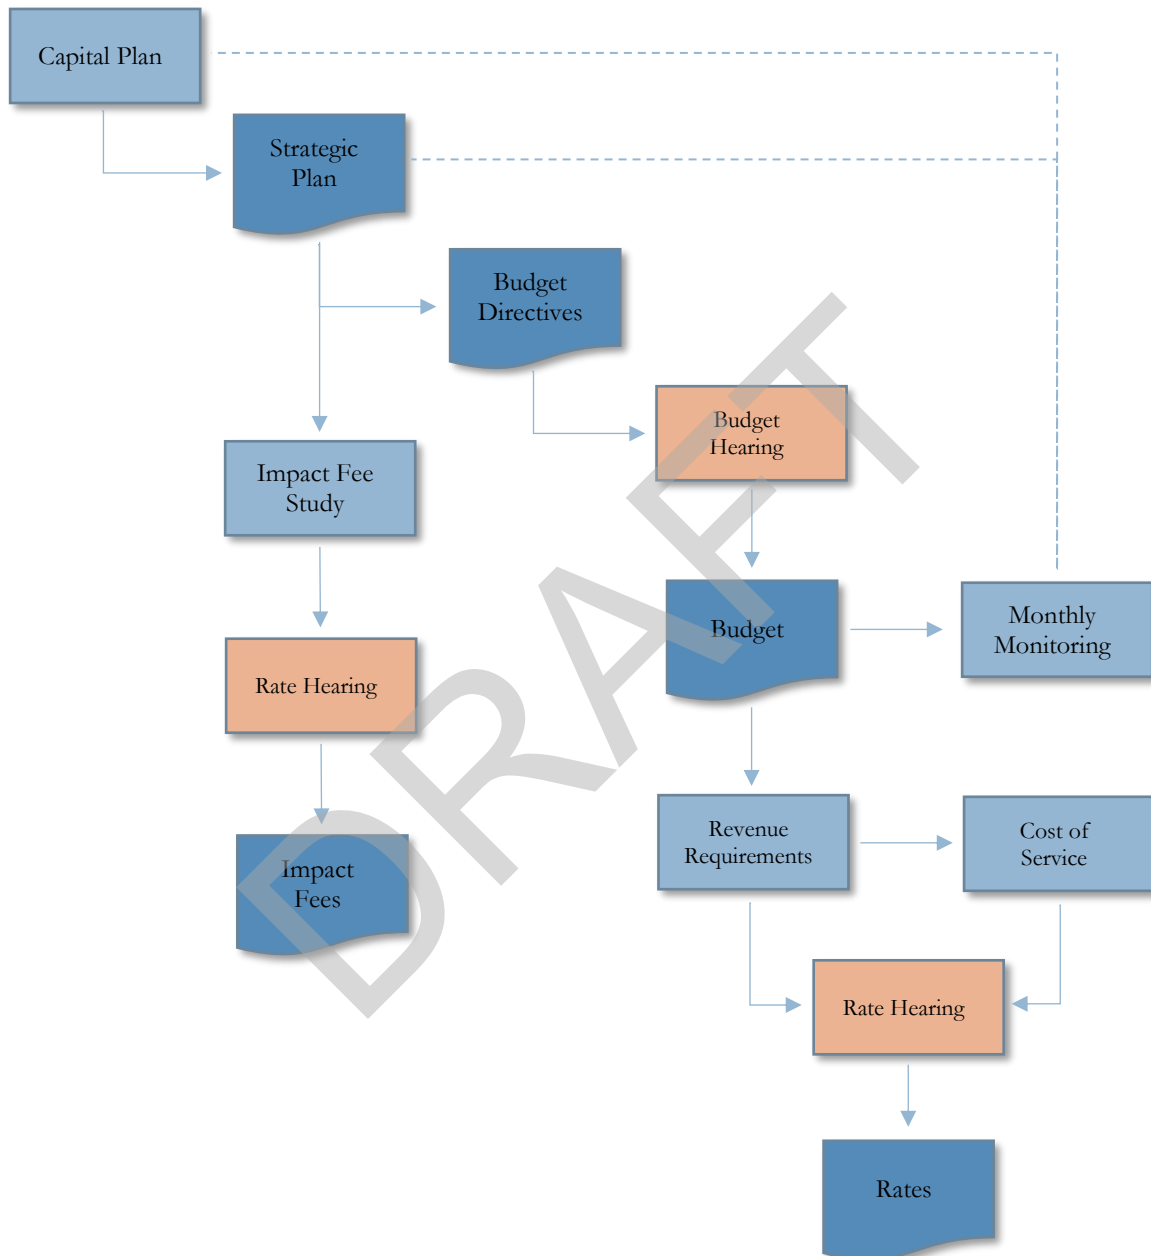 Capital Plan
Strategic
Plan
Budget
Directives
Budget
Hearing
Impact Fee
Study
Budget
Monthly
Monitoring
Rate Hearing
Revenue
Requirements
Cost of
Service
Impact
Fees
Rate Hearing
Rates
DRAFT